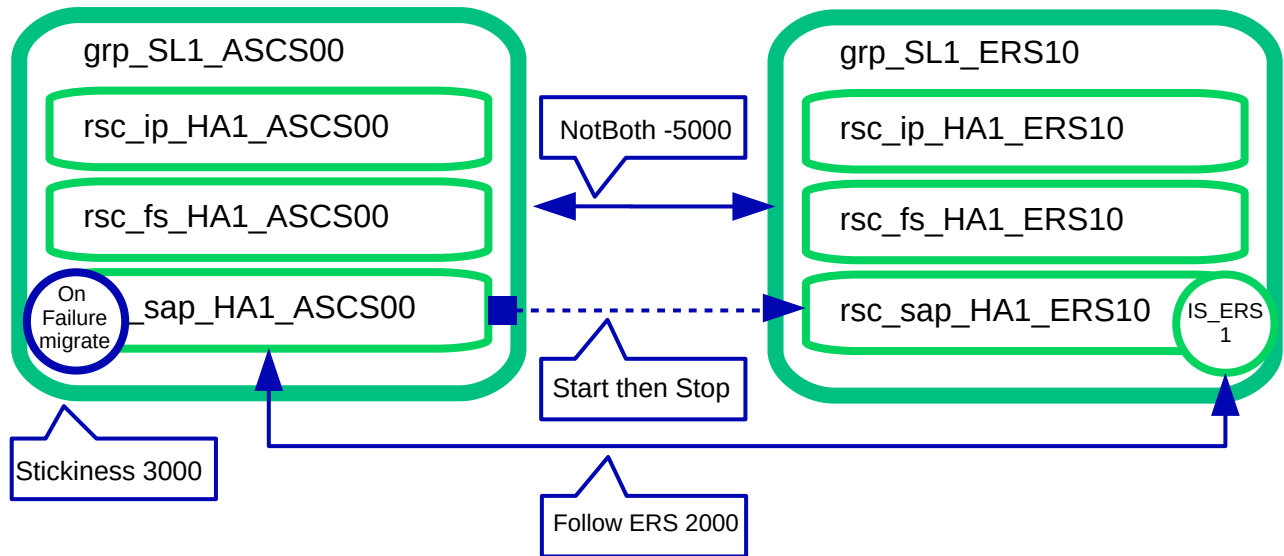 grp_SL1_ASCS00
rsc_ip_HA1_ASCS00
rsc_fs_HA1_ASCS00
On
Failure
migrate
_sap_HA1_ASCS00
Stickiness 3000
NotBoth -5000
Start then Stop
Follow ERS 2000
grp_SL1_ERS10
rsc_ip_HA1_ERS10
rsc_fs_HA1_ERS10
rsc_sap_HA1_ERS10
IS_ERS
1